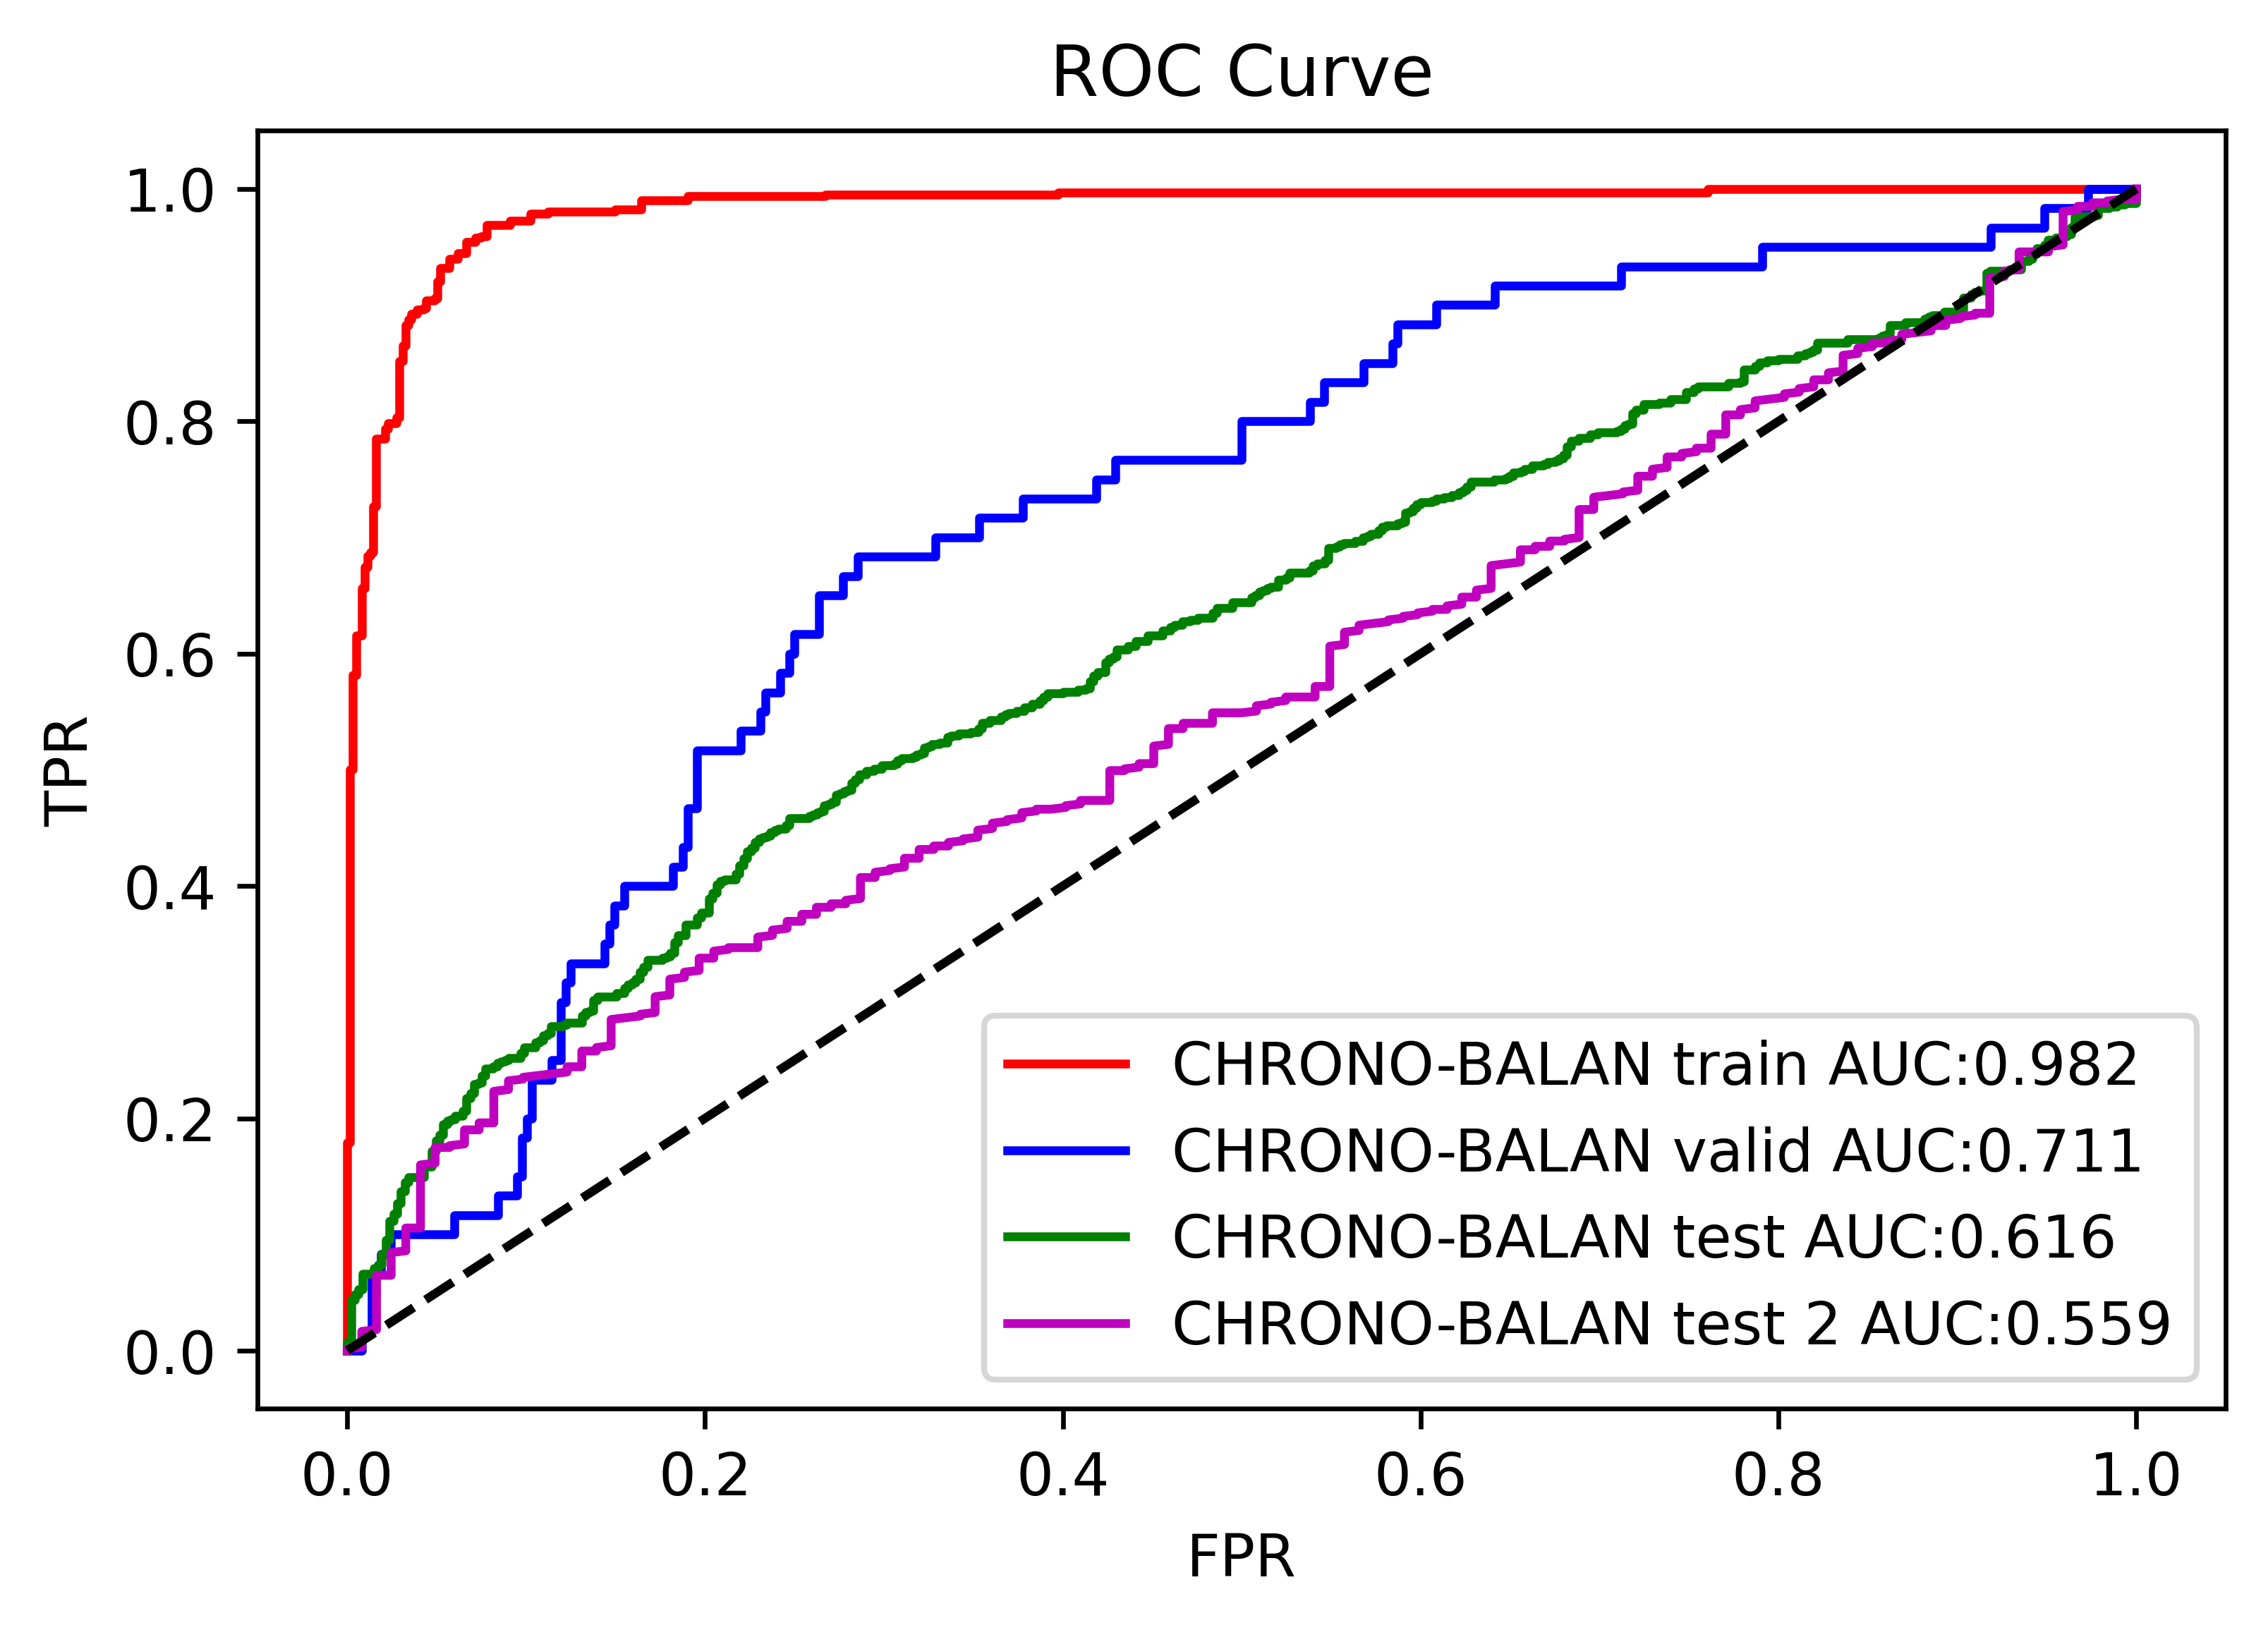 ROC Curve
1.0
0.8
0.6
0.4
0.2
0.0
TPR
CHRONO-BALAN train AUC:0.982
CHRONO-BALAN valid AUC:0.711
CHRONO-BALAN test AUC:0.616
CHRONO-BALAN test 2 AUC:0.559
0.0 0.2 0.4 0.6 0.8 1.0
FPR